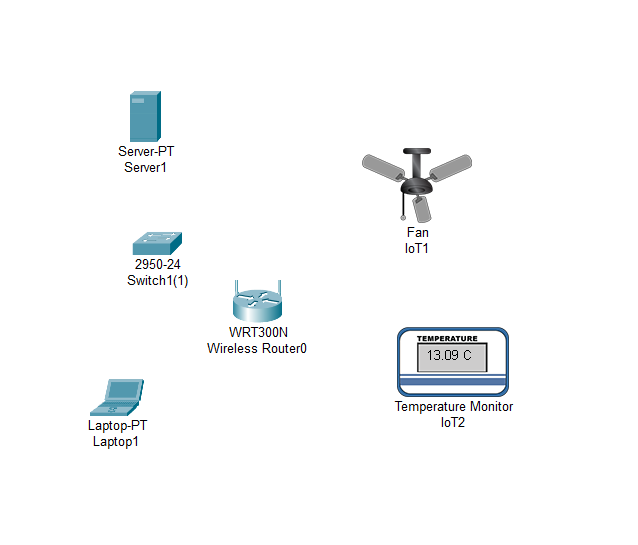 Server-PT
Server1
Fan
IoT1
2950-24
Switch1(1)
WRT300N
Wireless Router0
TEMPERATURE
13.09 C
Temperature Monitor
IoT2
Laptop-PT
Laptop1